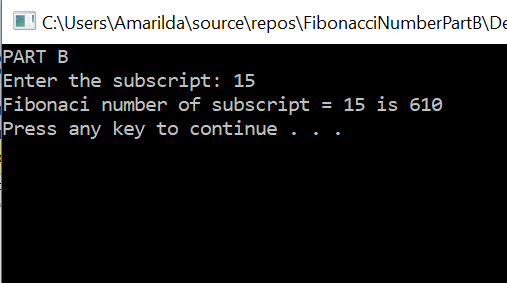 C:\Users\Amarilda\source\repos\FibonacciNumberPartB\De
PART B
Enter the subscript: 15
Fibonaci number of subscript = 15 is 610
Press any key to continue . . .